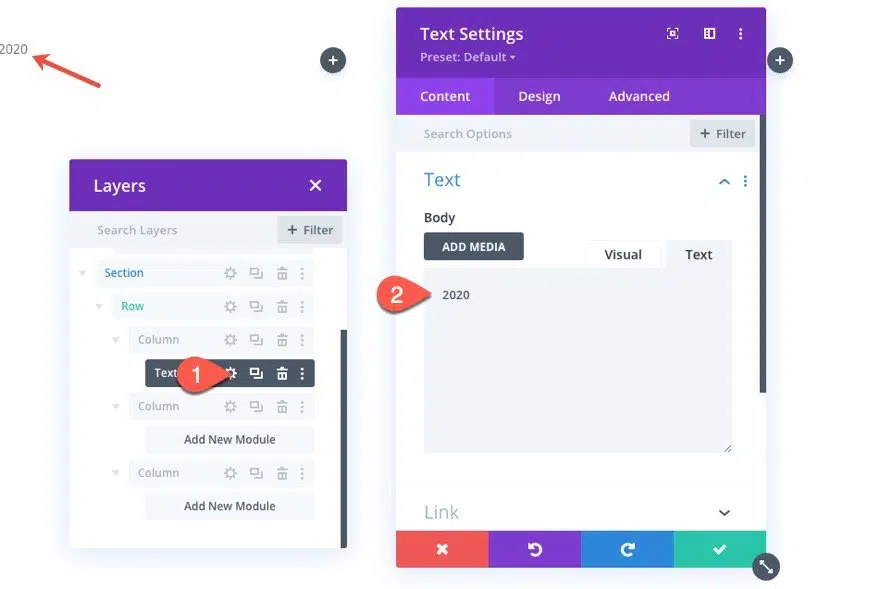 2020
Text Settings
Preset: Default
Content Design Advanced
Search Options + Filter
Text
Body
ADD MEDIA
Visual Text
2020
2
Link
Layers
Search Layers + Filter
Section
Row
Column
Text
1
Column
Add New Module
Column
Add New Module